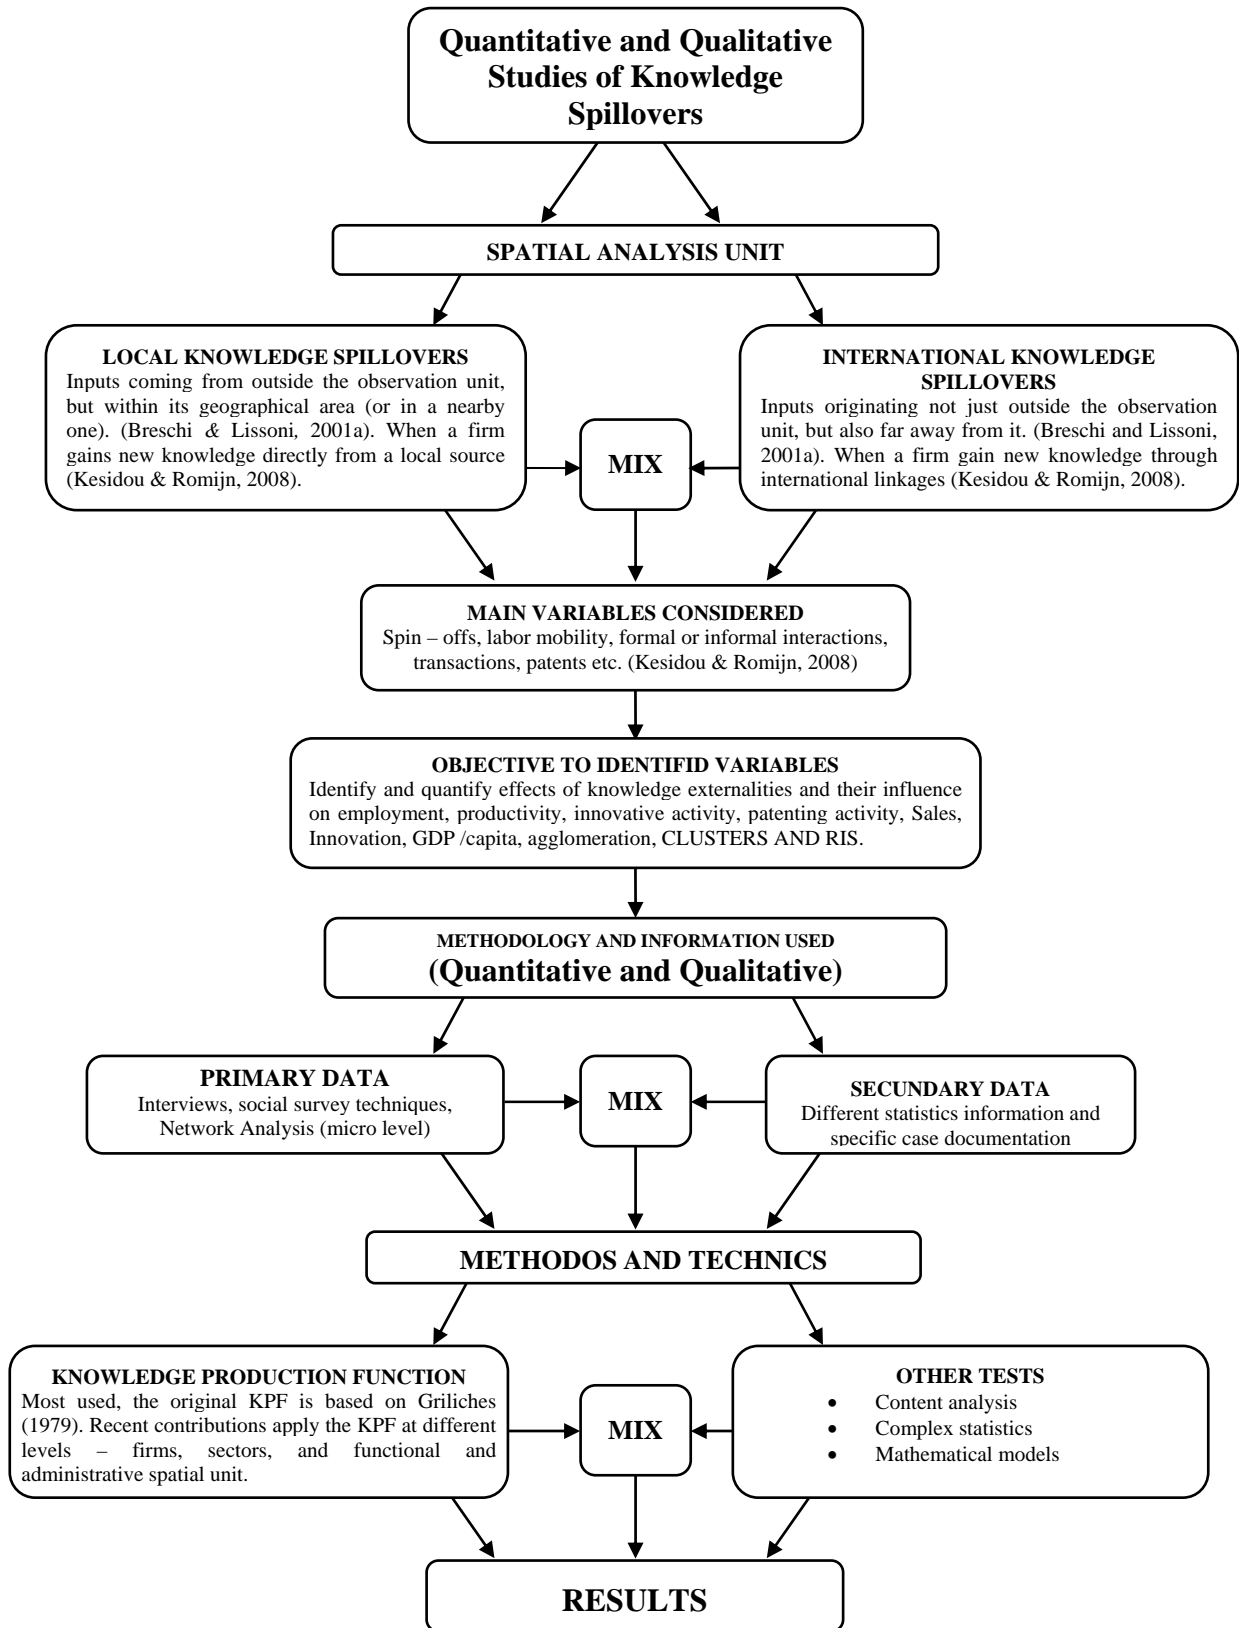 Quantitative and Qualitative
Studies of Knowledge
Spillovers
SPATIAL ANALYSIS UNIT
LOCAL KNOWLEDGE SPILLOVERS
Inputs coming from outside the observation unit,
but within its geographical area (or in a nearby
one). (Breschi & Lissoni, 2001a). When a firm
gains new knowledge directly from a local source
(Kesidou & Romijn, 2008).
MIX
INTERNATIONAL KNOWLEDGE
SPILLOVERS
Inputs originating not just outside the observation
unit, but also far away from it. (Breschi and Lissoni,
2001a). When a firm gain new knowledge through
international linkages (Kesidou & Romijn, 2008).
MAIN VARIABLES CONSIDERED
Spin – offs, labor mobility, formal or informal interactions,
transactions, patents etc. (Kesidou & Romijn, 2008)
OBJECTIVE TO IDENTIFID VARIABLES
Identify and quantify effects of knowledge externalities and their influence
on employment, productivity, innovative activity, patenting activity, Sales,
Innovation, GDP /capita, agglomeration, CLUSTERS AND RIS.
METHODOLOGY AND INFORMATION USED
(Quantitative and Qualitative)
PRIMARY DATA
Interviews, social survey techniques,
Network Analysis (micro level)
MIX
SECUNDARY DATA
Different statistics information and
specific case documentation
METHODOS AND TECHNICS
KNOWLEDGE PRODUCTION FUNCTION
Most used, the original KPF is based on Griliches
(1979). Recent contributions apply the KPF at different
levels – firms, sectors, and functional and
administrative spatial unit.
MIX
OTHER TESTS
• Content analysis
• Complex statistics
• Mathematical models
RESULTS